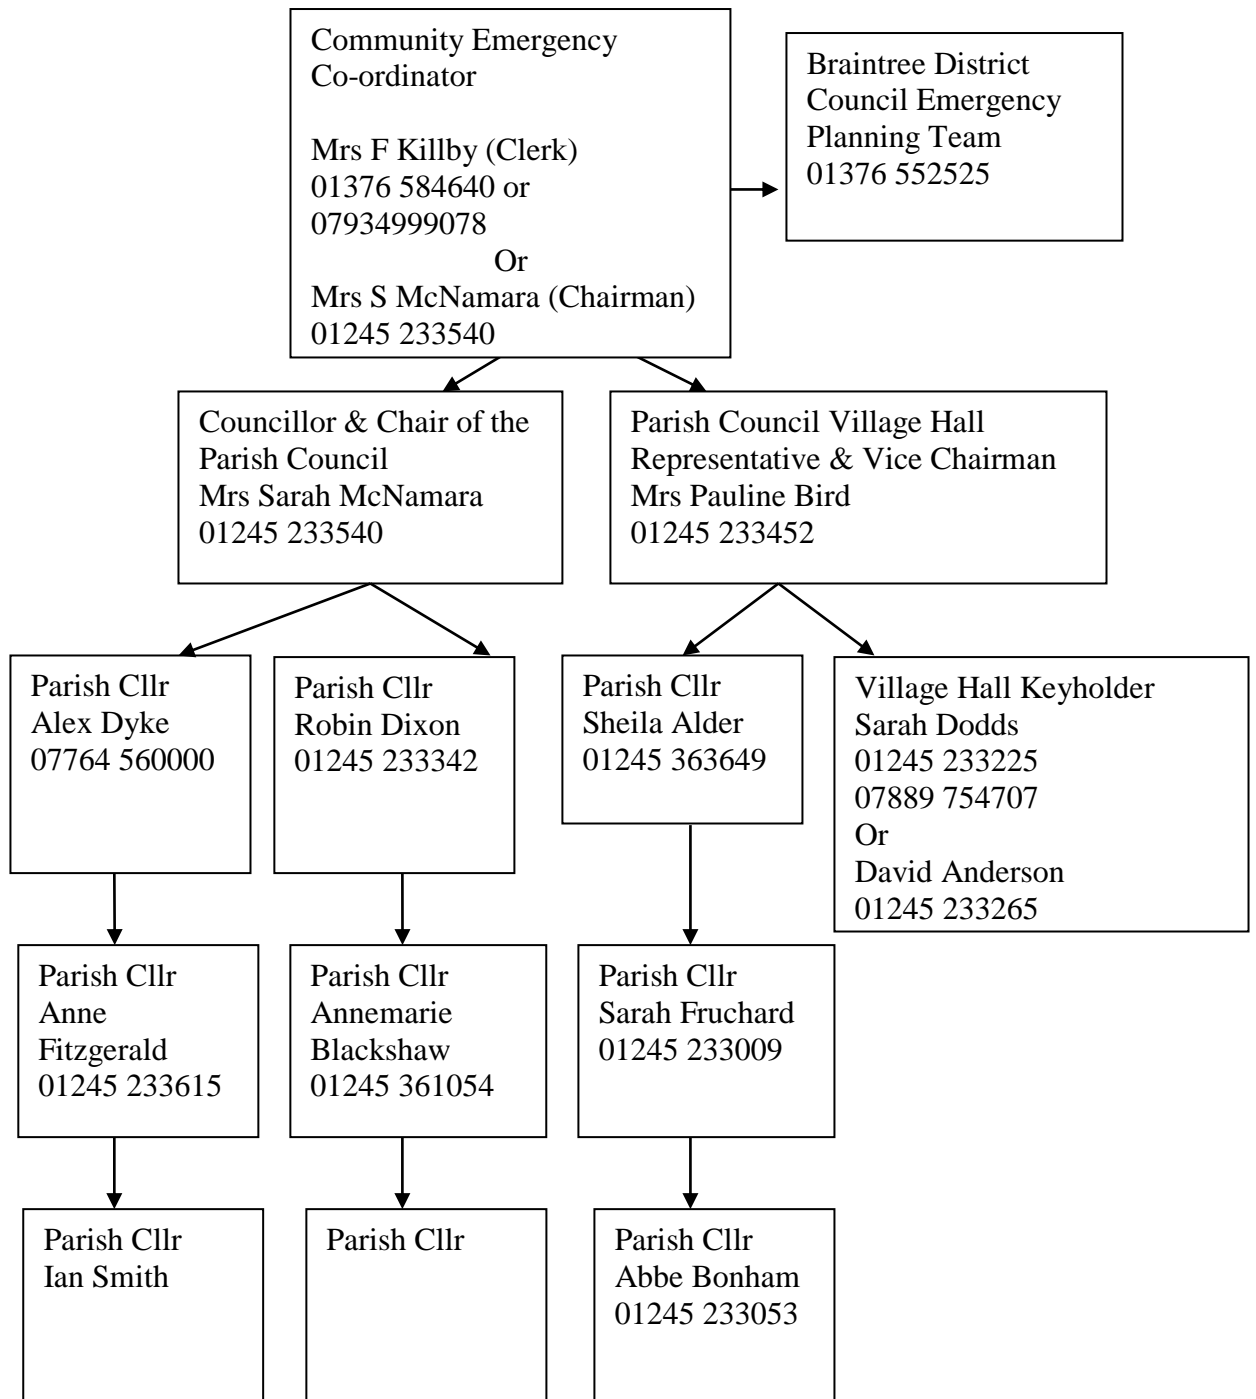 Community Emergency
Co-ordinator
Mrs F Killby (Clerk)
01376 584640 or
07934999078
Or
Mrs S McNamara (Chairman)
01245 233540
Braintree District
Council Emergency
Planning Team
01376 552525
Councillor & Chair of the
Parish Council
Mrs Sarah McNamara
01245 233540
Parish Council Village Hall
Representative & Vice Chairman
Mrs Pauline Bird
01245 233452
Parish Cllr
Alex Dyke
07764 560000
Parish Cllr
Robin Dixon
01245 233342
Parish Cllr
Sheila Alder
01245 363649
Village Hall Keyholder
Sarah Dodds
01245 233225
07889 754707
Or
David Anderson
01245 233265
Parish Cllr
Anne
Fitzgerald
01245 233615
Parish Cllr
Annemarie
Blackshaw
01245 361054
Parish Cllr
Sarah Fruchard
01245 233009
Parish Cllr
Ian Smith
Parish Cllr
Parish Cllr
Abbe Bonham
01245 233053